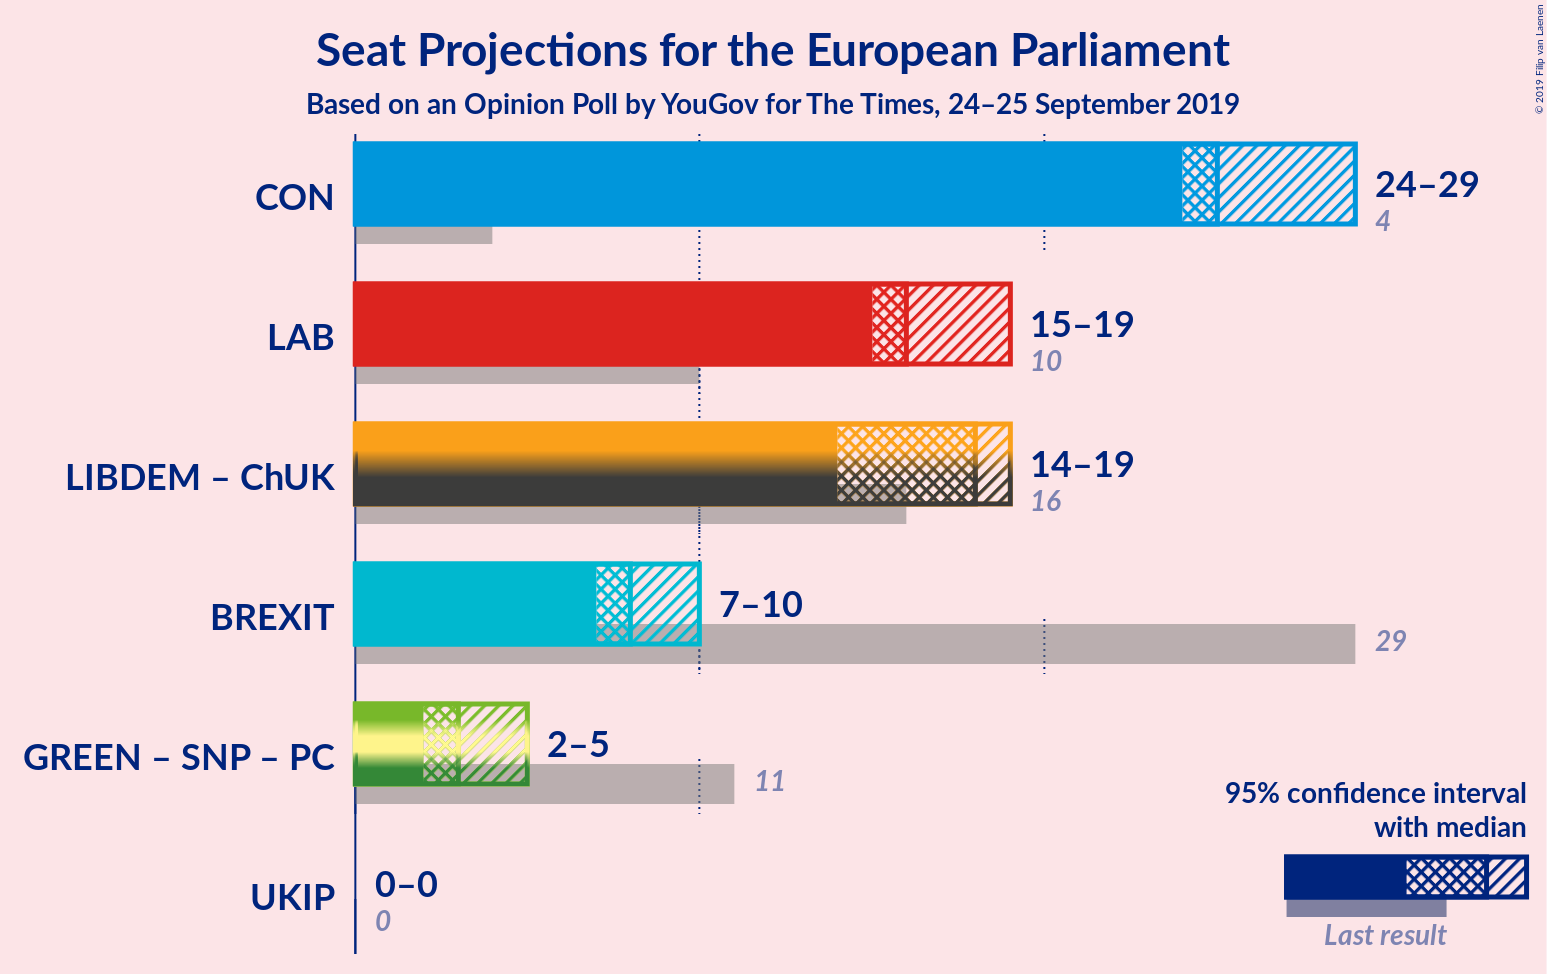 Seat Projections for the European Parliament
Based on an Opinion Poll by YouGov for The Times, 24–25 September 2019
© 2019 Filip van Laenen
CON
24–29
4
LAB
15–19
10
LIBDEM – ChUK
14–19
16
BREXIT
7–10
29
GREEN – SNP – PC
2–5
11
UKIP
0–0
0
95% confidence interval
with median
Last result